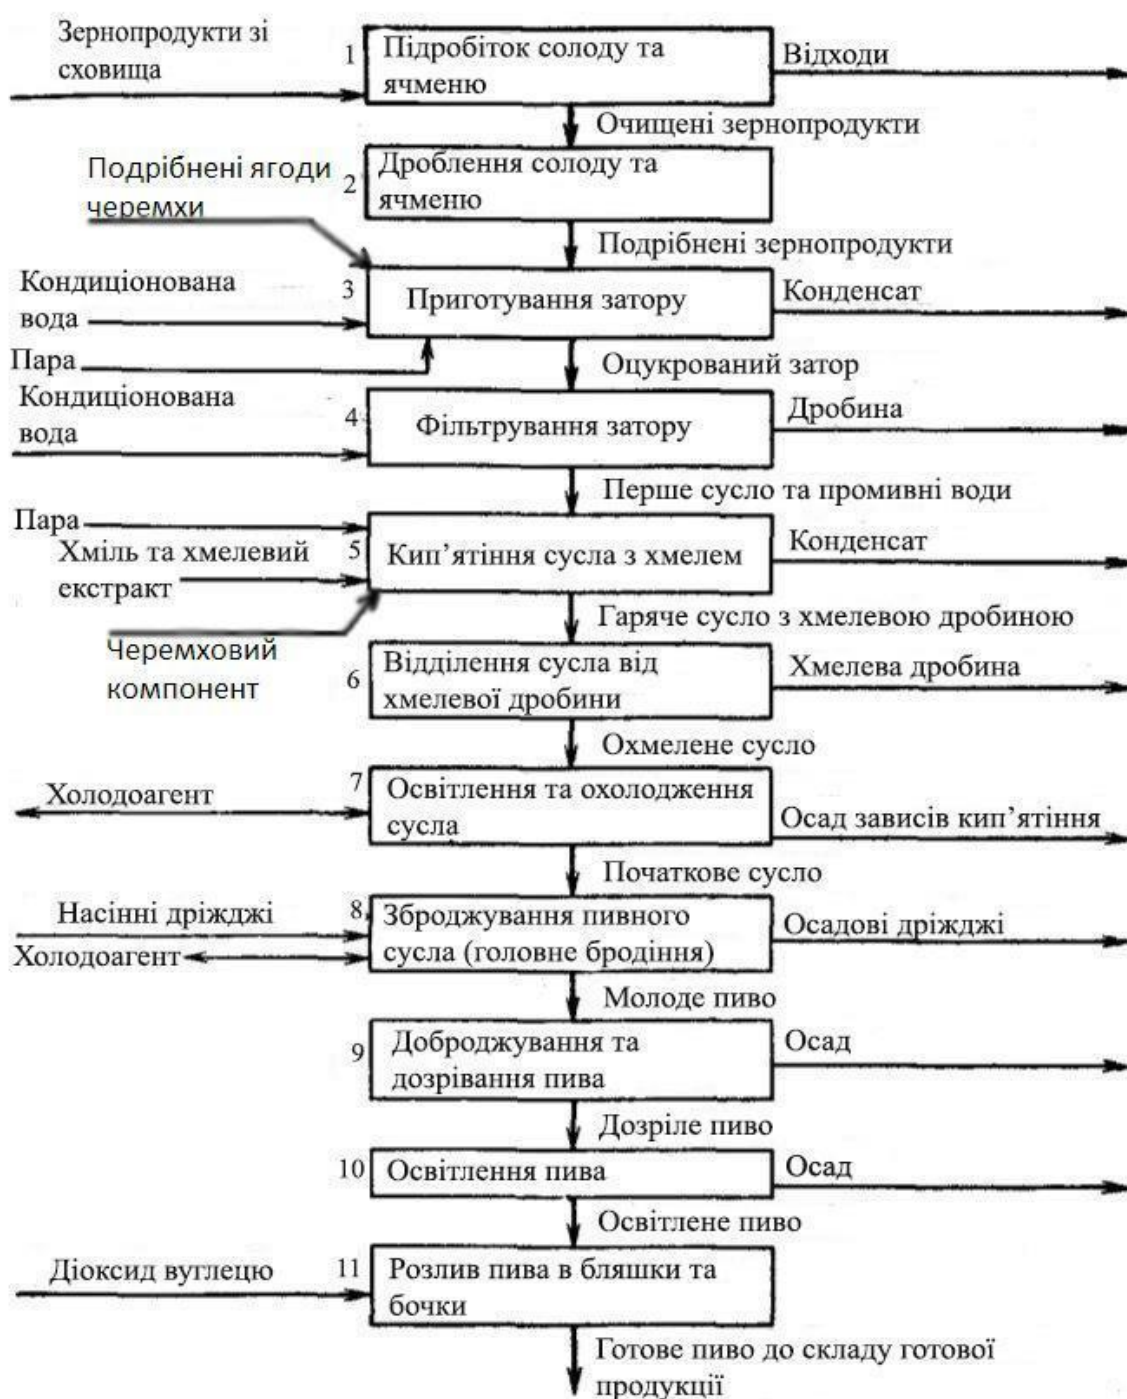 Зернопродукти зі
сховища
1
Підробіток солоду та
ячменю
Відходи
Очищені зернопродукти
Подрібнені ягоди
черемхи
2
Дроблення солоду та
ячменю
Подрібнені зернопродукти
Кондиціонована
вода
3
Приготування затору
Конденсат
Пара
Оцукрований затор
Кондиціонована
вода
4
Фільтрування затору
Дробина
Перше сусло та промивні води
Пара
Хміль та хмелевий
екстракт
5
Кип’ятіння сусла з хмелем
Конденсат
Гаряче сусло з хмелевою дробиною
Черемховий
компонент
6
Відділення сусла від
хмелевої дробини
Хмелева дробина
Охмелене сусло
Холодоагент
7
Освітлення та охолодження
сусла
Осад зависів кип’ятіння
Початкове сусло
Насінні дріжджі
Холодоагент
8
Зброджування пивного
сусла (головне бродіння)
Осадові дріжджі
Молоде пиво
9
Доброджування та
дозрівання пива
Осад
Дозріле пиво
10
Освітлення пива
Осад
Освітлене пиво
Діоксид вуглецю
11
Розлив пива в бляшки та
бочки
Готове пиво до складу готової
продукції